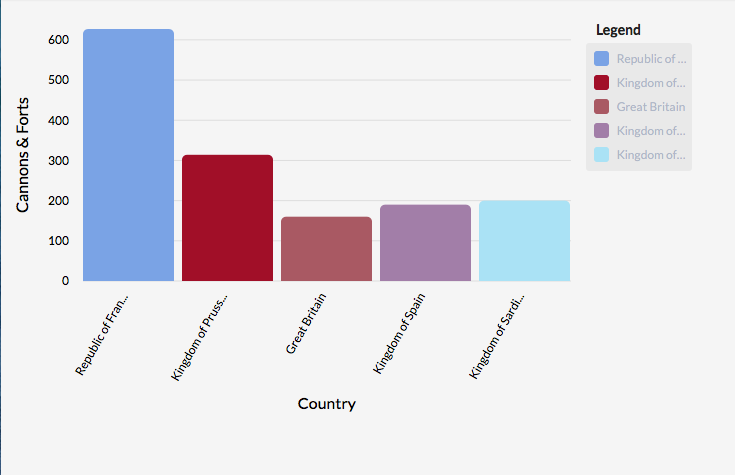 Legend
Republic of ...
Kingdom of...
Great Britain
Kingdom of...
Kingdom of...
Cannons & Forts
600
500
400
300
200
100
0
Republic of Fran...
Kingdom of Pruss...
Great Britain
Kingdom of Spain
Kingdom of Sardi...
Country